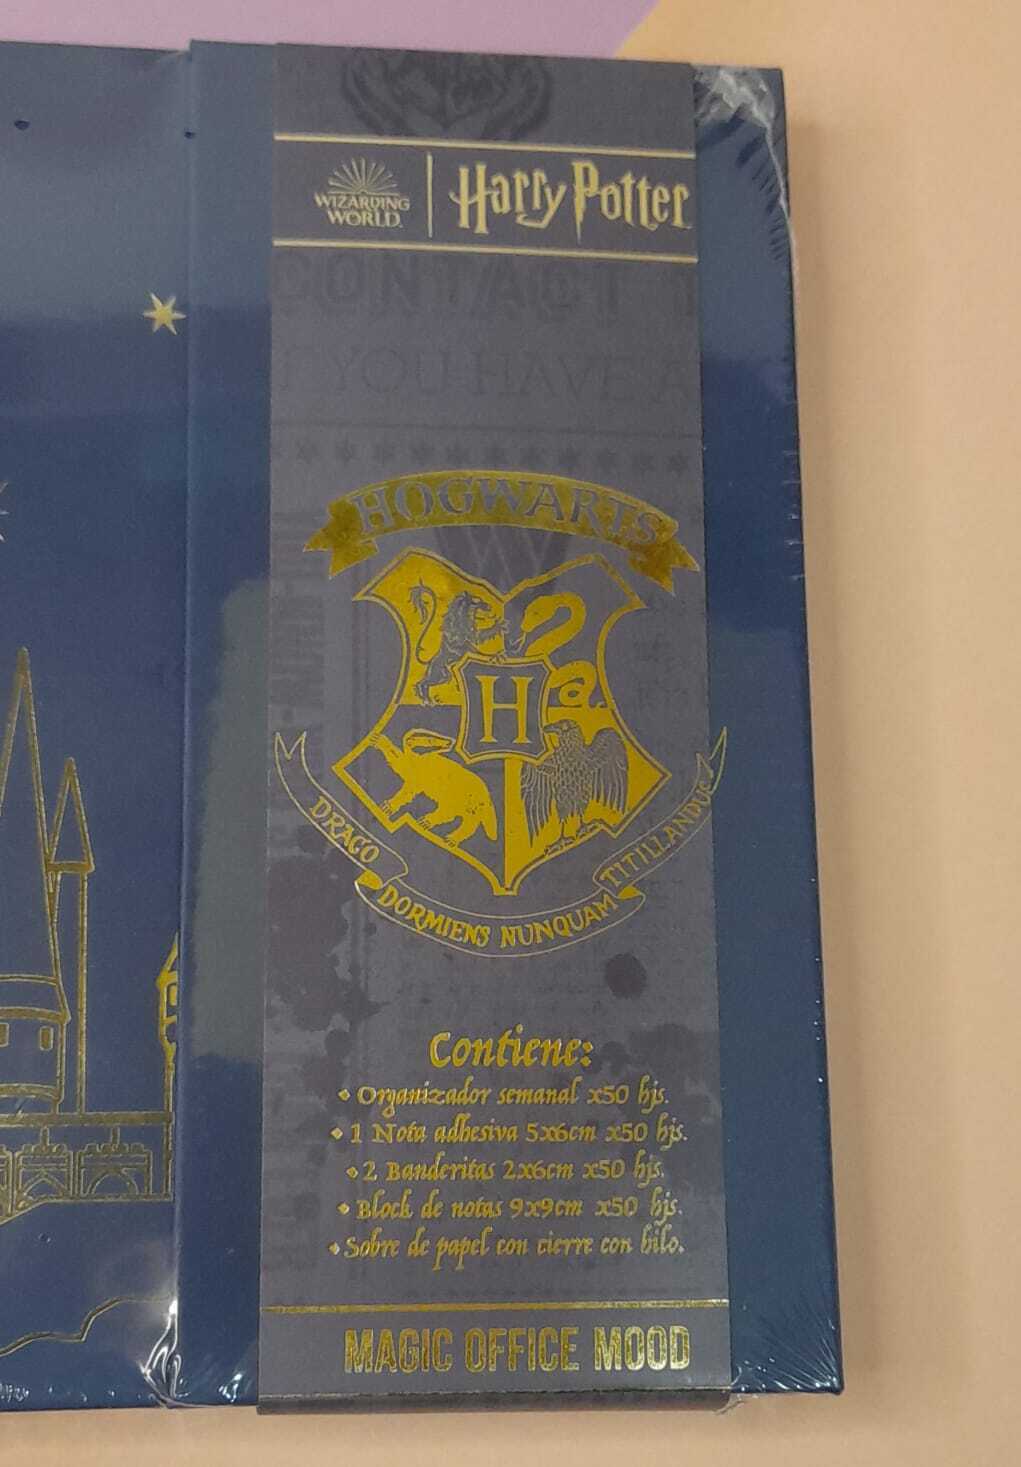 WIZARDING
WORLD.
Harry Potter
CONTACT
YOU HAVE A
HOGWARTS
H
DRACO
DORMIENS NUNQUAM
TITILLANDUS
Contiene:
• Organizador semanal x50 hjs.
• 1 Nota adhesiva 5x6cm x50 hjs.
• 2 Banderitas 2x6cm x50 hjs.
• Block de notas 9x9cm x50 hjs.
• Sobre de papel con cierre con hilo.
MAGIC OFFICE MOOD